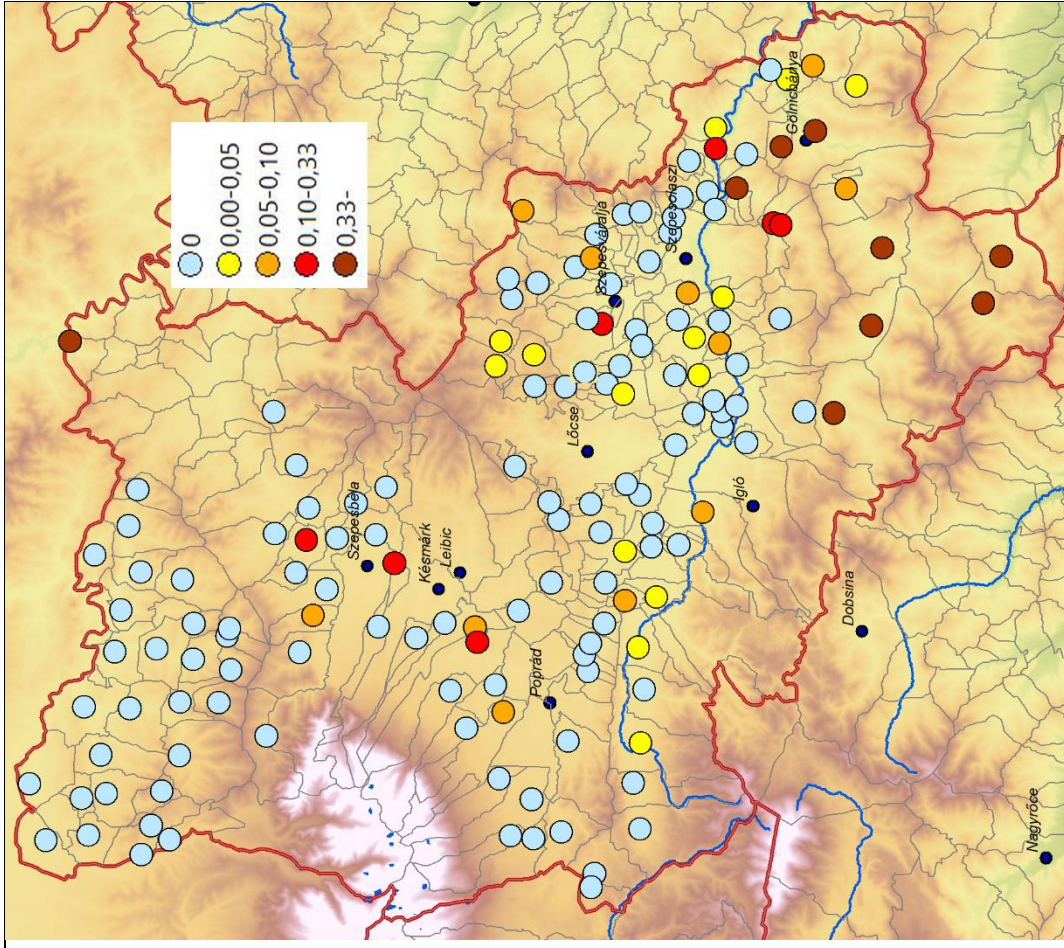 0
0,00-0,05
0,05-0,10
0,10-0,33
0,33-
Gölnicbánya
Szepesolaszi
Szepesváralja
Lőcse
Szepesbéla
Késmárk
Leibic
Igló
Poprád
Dobsina
Nagyrőce